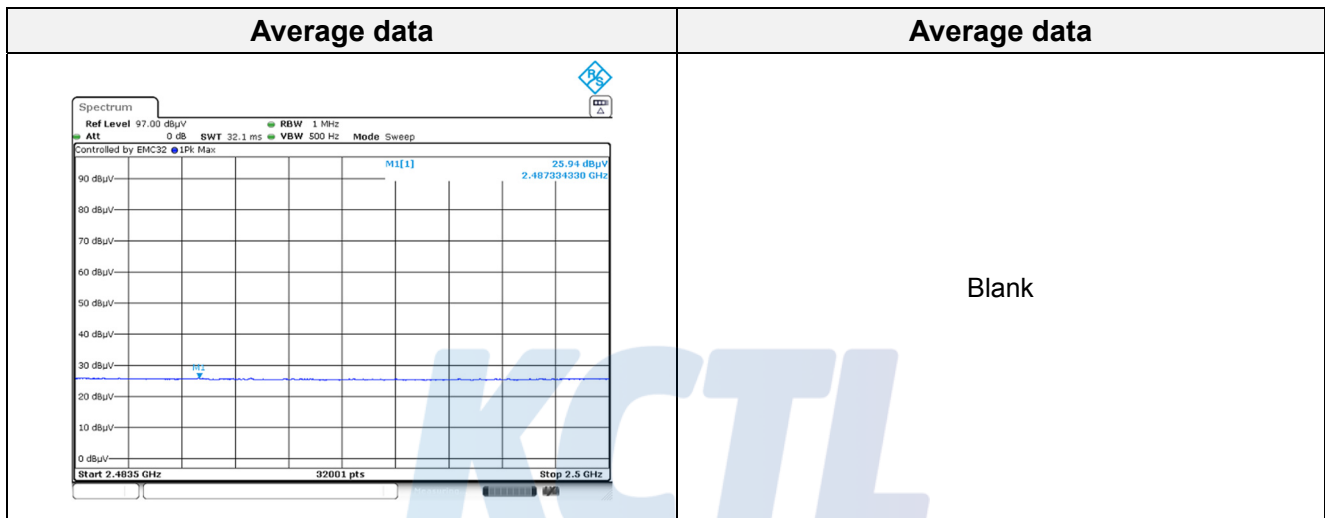 Average data
Average data
R&S
Spectrum
Ref Level 97.00 dBµV RBW 1 MHz
Att 0 dB SWT 32.1 ms VBW 500 Hz Mode Sweep
Controlled by EMC32 1Pk Max
M1[1] 25.94 dBµV
2.487334330 GHz
90 dBµV
80 dBµV
70 dBµV
60 dBµV
50 dBµV
40 dBµV
30 dBµV
M1
20 dBµV
10 dBµV
0 dBµV
Start 2.4835 GHz 32001 pts Stop 2.5 GHz
Blank
KCTL